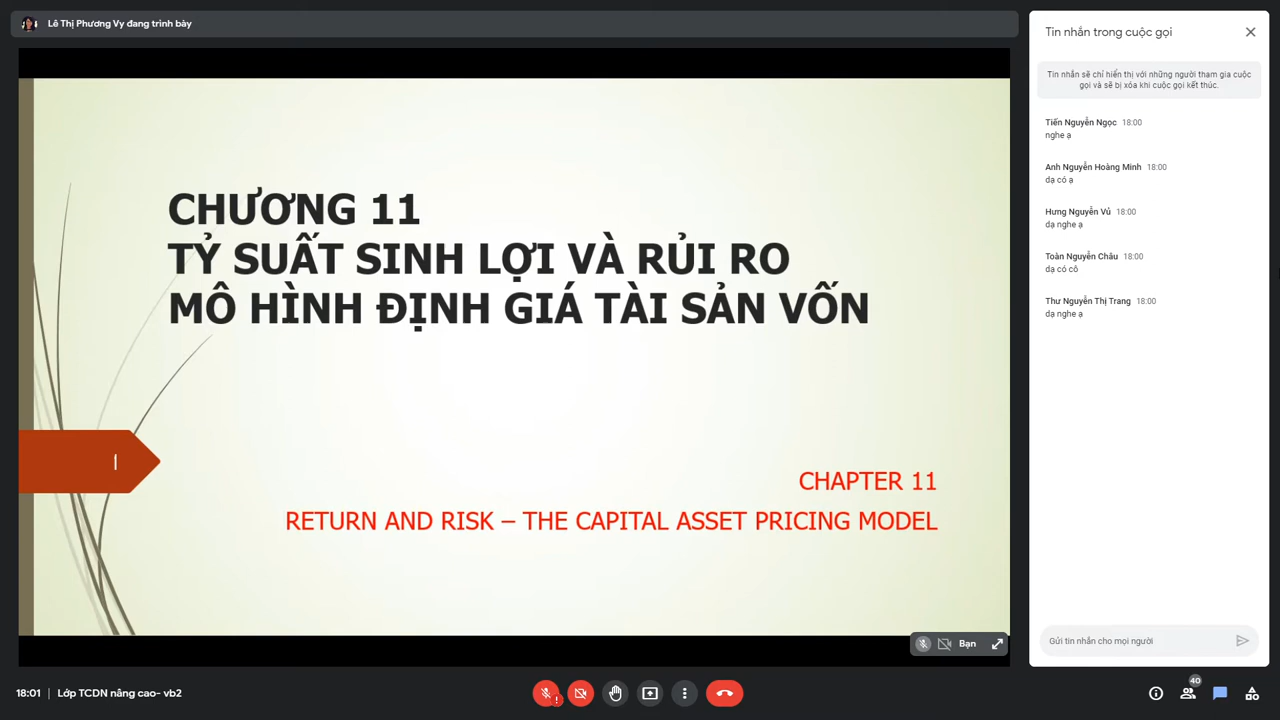 Lê Thị Phương Vy đang trình bày
CHƯƠNG 11
TỶ SUẤT SINH LỢI VÀ RỦI RO
MÔ HÌNH ĐỊNH GIÁ TÀI SẢN VỐN
1
CHAPTER 11
RETURN AND RISK – THE CAPITAL ASSET PRICING MODEL
Bạn
Tin nhắn trong cuộc gọi
Tin nhắn sẽ chỉ hiển thị với những người tham gia cuộc
gọi và sẽ bị xóa khi cuộc gọi kết thúc.
Tiến Nguyễn Ngọc 18:00
nghe ạ
Anh Nguyễn Hoàng Minh 18:00
dạ có ạ
Hưng Nguyễn Vủ 18:00
dạ nghe ạ
Toàn Nguyễn Châu 18:00
dạ có cô
Thư Nguyễn Thị Trang 18:00
dạ nghe ạ
Gửi tin nhắn cho mọi người
18:01 | Lớp TCDN nâng cao- vb2
40